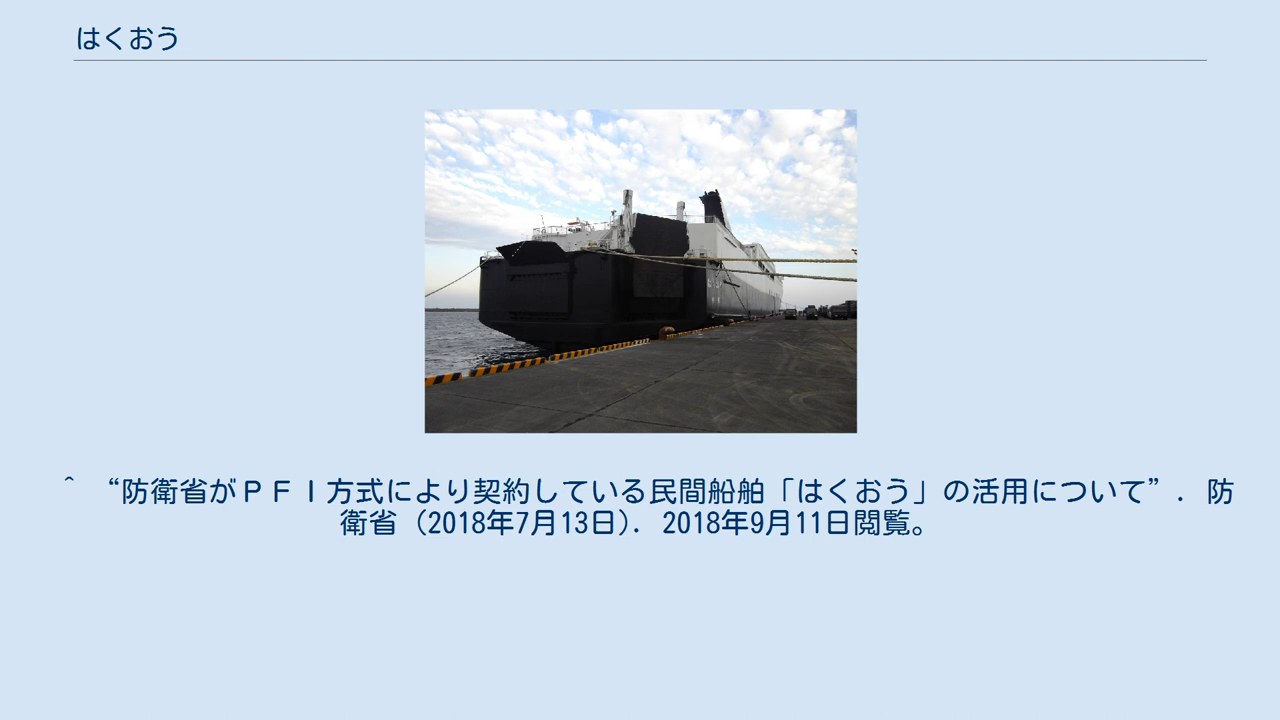 はくおう
^ “防衛省がＰＦＩ方式により契約している民間船舶「はくおう」の活用について”. 防
衛省 (2018年7月13日). 2018年9月11日閲覧。